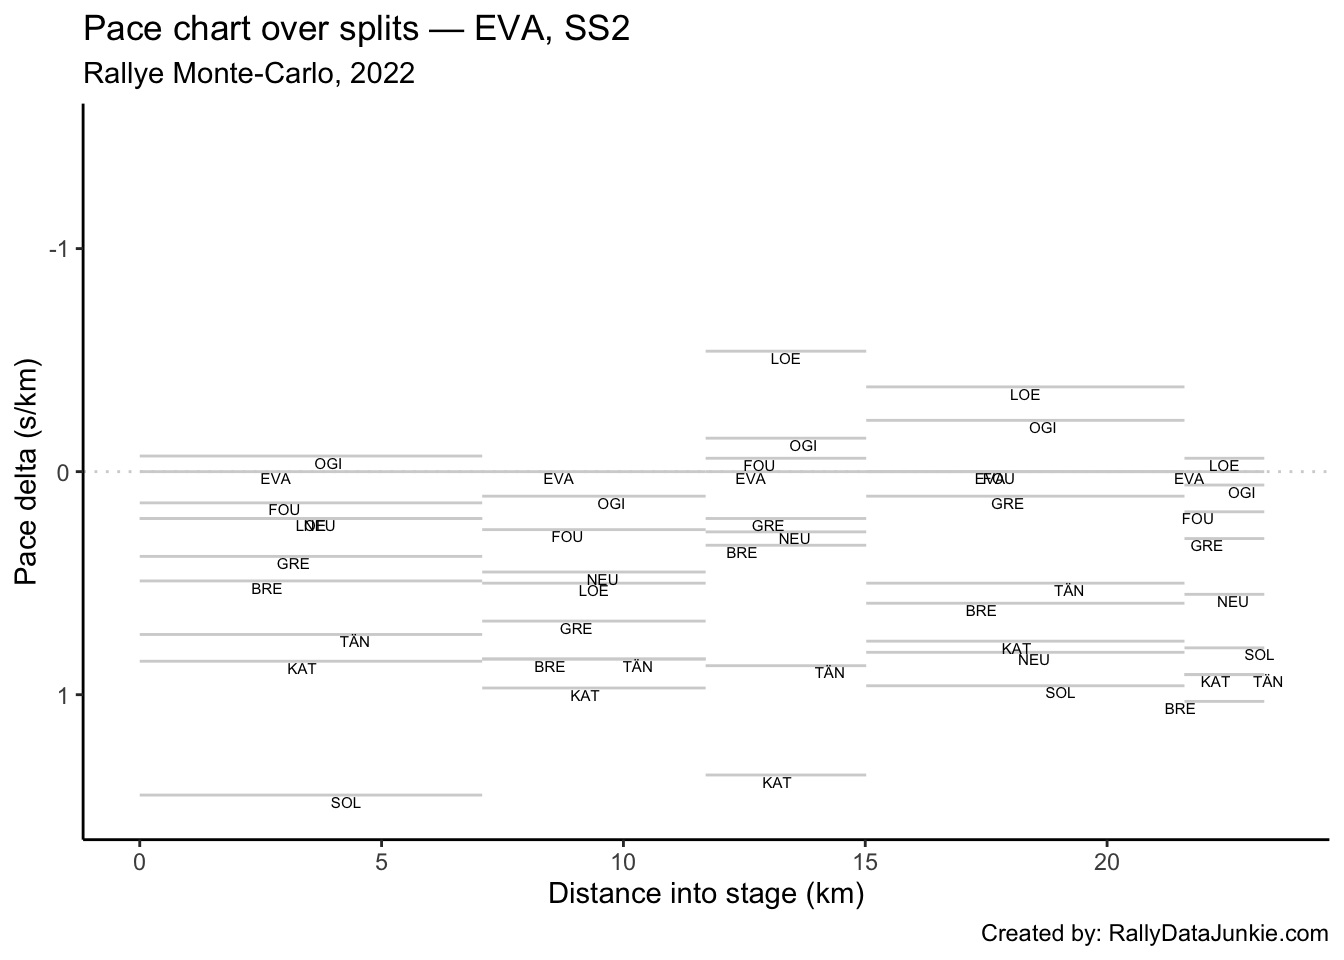 Pace chart over splits — EVA, SS2
Rallye Monte-Carlo, 2022
Pace delta (s/km)
-1
0
1
OGI
EVA
FOU
LOE
NEU
GRE
BRE
TÄN
KAT
SOL
EVA
OGI
FOU
NEU
LOE
GRE
BRE
TÄN
KAT
LOE
OGI
FOU
EVA
GRE
NEU
BRE
TÄN
KAT
LOE
OGI
EVA
FOU
GRE
TÄN
BRE
KAT
NEU
SOL
LOE
EVA
OGI
FOU
GRE
NEU
SOL
KAT
TÄN
BRE
0 5 10 15 20
Distance into stage (km)
Created by: RallyDataJunkie.com